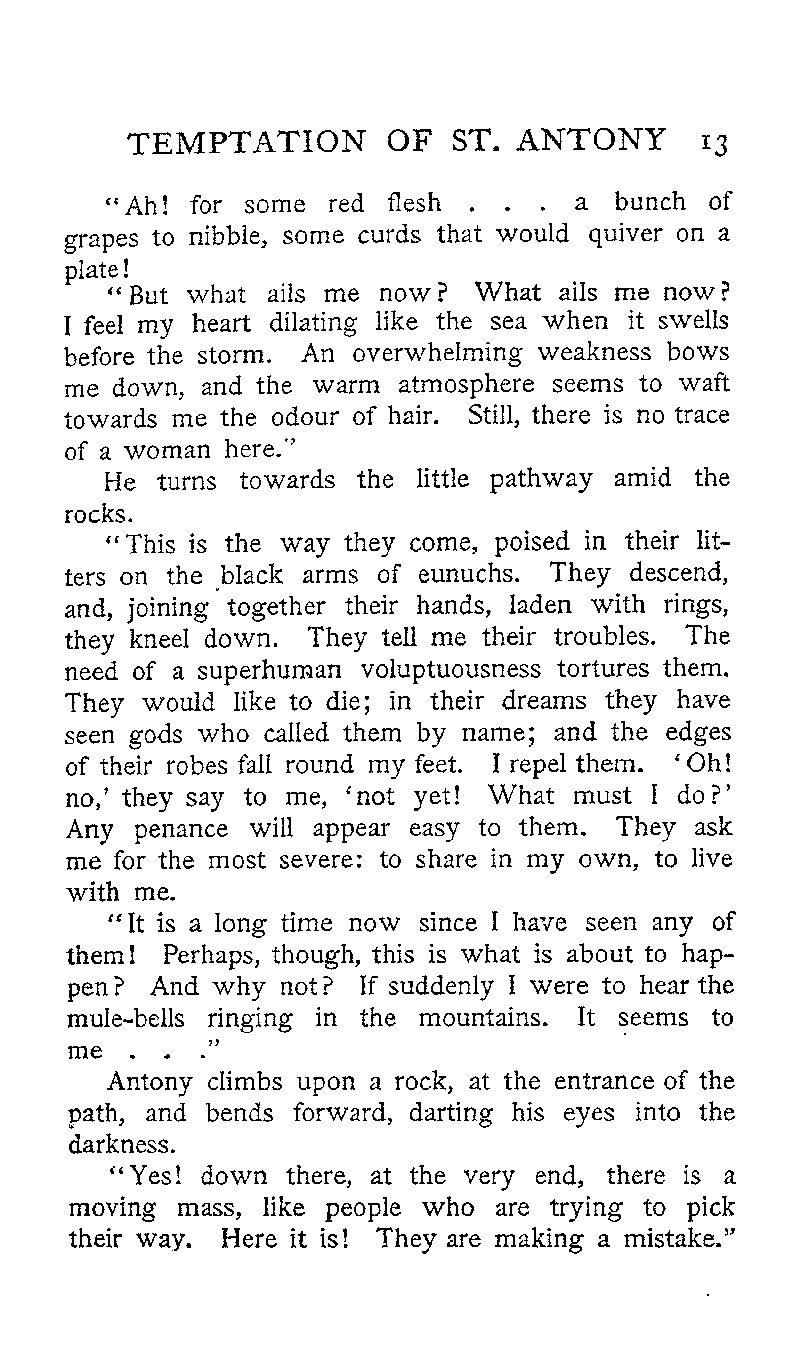 TEMPTATION OF ST. ANTONY 13
"Ah! for some red flesh . . . a bunch of
grapes to nibble, some curds that would quiver on a
plate!
"But what ails me now? What ails me now?
I feel my heart dilating like the sea when it swells
before the storm. An overwhelming weakness bows
me down, and the warm atmosphere seems to waft
towards me the odour of hair. Still, there is no trace
of a woman here."
He turns towards the little pathway amid the
rocks.
"This is the way they come, poised in their lit-
ters on the black arms of eunuchs. They descend,
and, joining together their hands, laden with rings,
they kneel down. They tell me their troubles. The
need of a superhuman voluptuousness tortures them.
They would like to die; in their dreams they have
seen gods who called them by name; and the edges
of their robes fall round my feet. I repel them. 'Oh!
no,' they say to me, 'not yet! What must I do?'
Any penance will appear easy to them. They ask
me for the most severe: to share in my own, to live
with me.
"It is a long time now since I have seen any of
them! Perhaps, though, this is what is about to hap-
pen? And why not? If suddenly I were to hear the
mule-bells ringing in the mountains. It seems to
me . . ."
Antony climbs upon a rock, at the entrance of the
path, and bends forward, darting his eyes into the
darkness.
"Yes! down there, at the very end, there is a
moving mass, like people who are trying to pick
their way. Here it is! They are making a mistake."